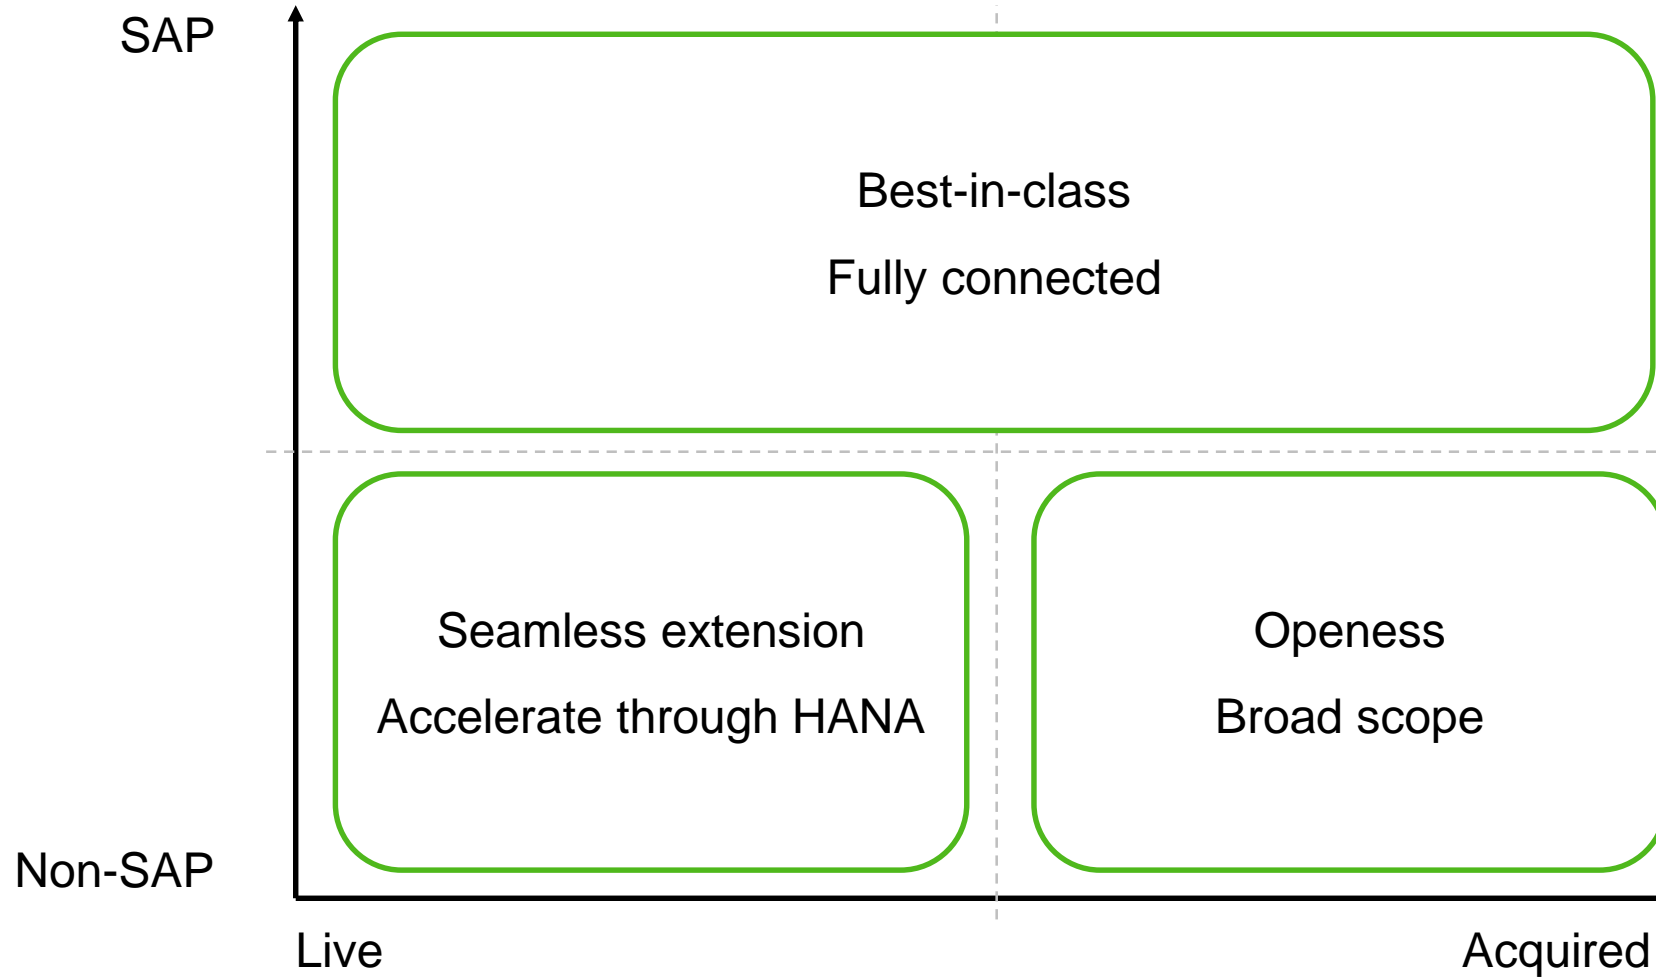 SAP
Best-in-class
Fully connected
Seamless extension
Accelerate through HANA
Openess
Broad scope
Non-SAP
Live
Acquired